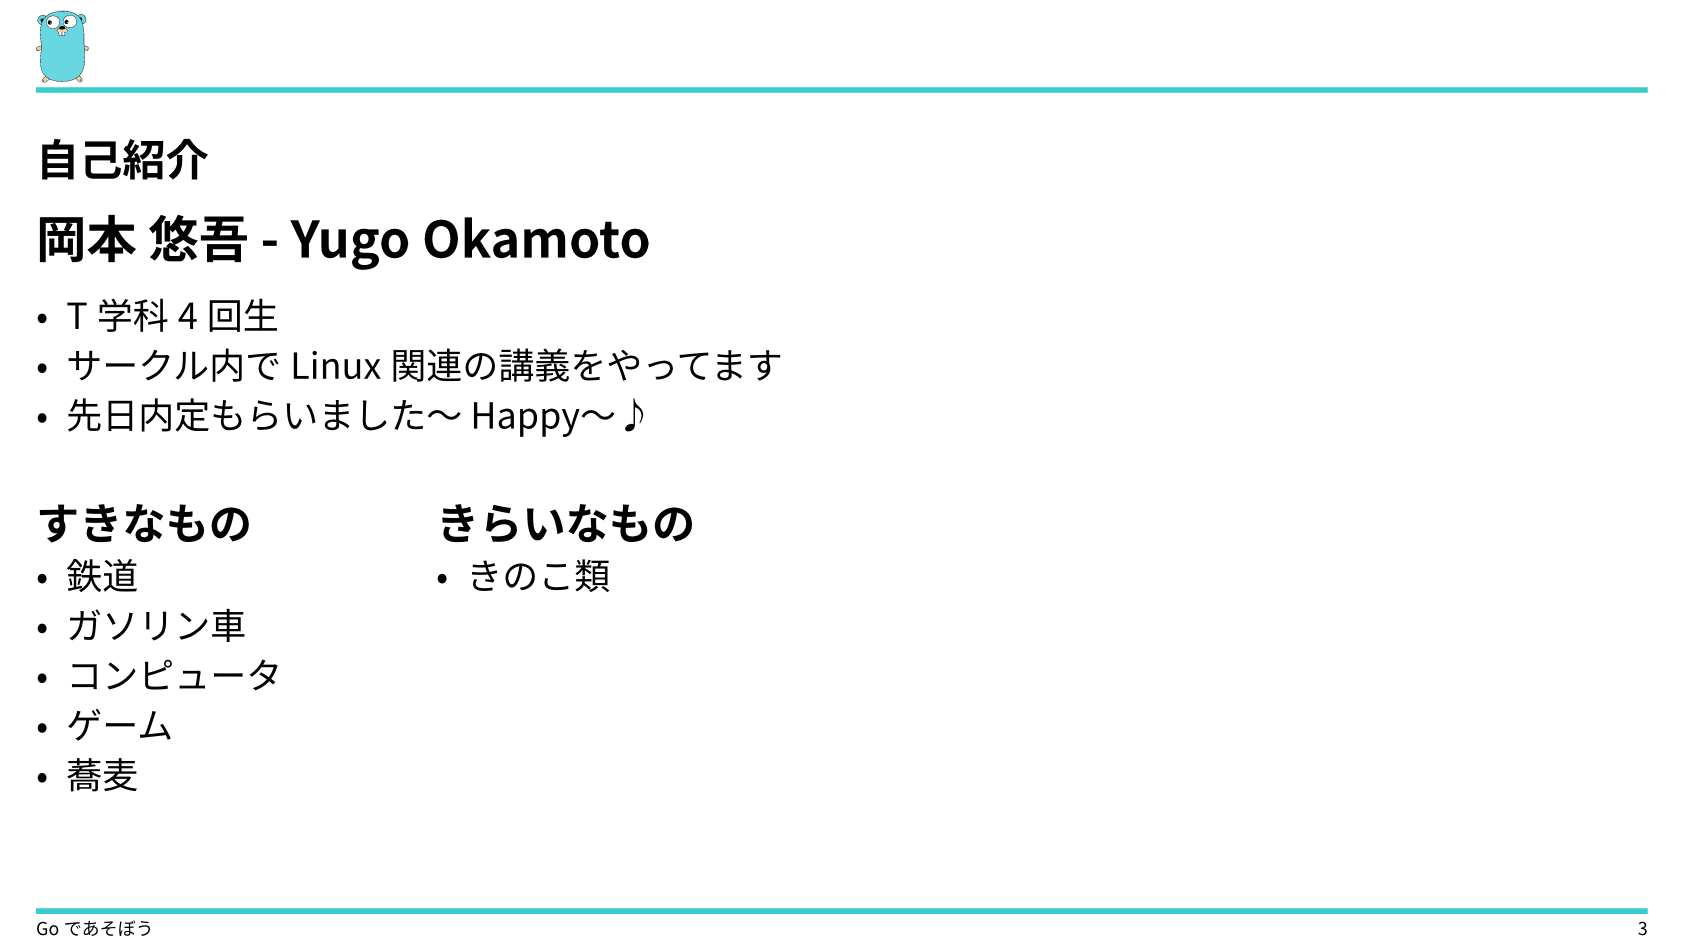 自己紹介
岡本 悠吾 - Yugo Okamoto
• T 学科 4 回生
• サークル内で Linux 関連の講義をやってます
• 先日内定もらいました〜 Happy〜♪
すきなもの
• 鉄道
• ガソリン車
• コンピュータ
• ゲーム
• 蕎麦
きらいなもの
• きのこ類
Go であそぼう
3